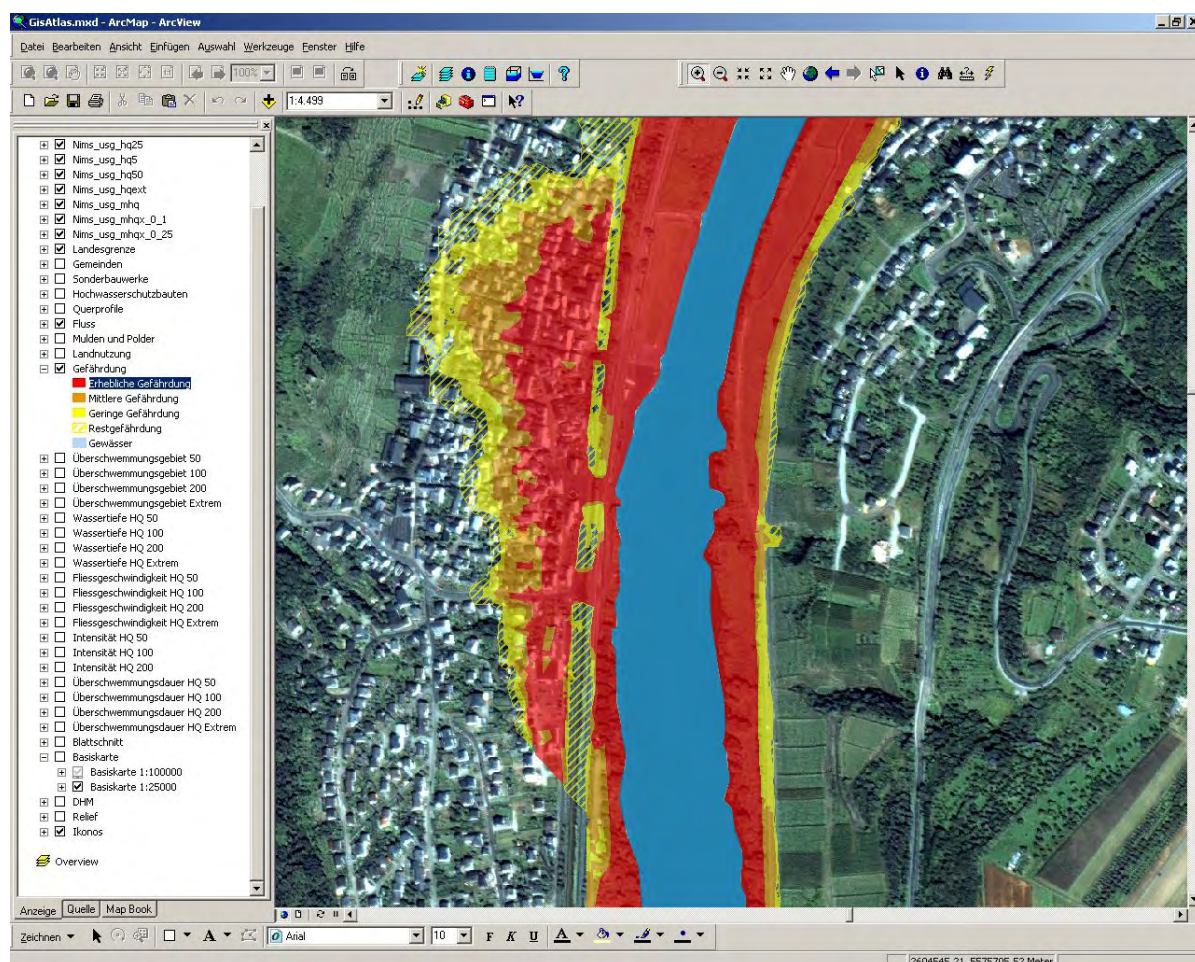 GisAtlas.mxd - ArcMap - ArcView
Datei Bearbeiten Ansicht Einfügen Auswahl Werkzeuge Fenster Hilfe
100%
1:4.499
Nims_usg_hq25
Nims_usg_hq5
Nims_usg_hq50
Nims_usg_hqext
Nims_usg_mhq
Nims_usg_mhqx_0_1
Nims_usg_mhqx_0_25
Landesgrenze
Gemeinden
Sonderbauwerke
Hochwasserschutzbauten
Querprofile
Fluss
Mulden und Polder
Landnutzung
Gefährdung
Erhebliche Gefährdung
Mittlere Gefährdung
Geringe Gefährdung
Restgefährdung
Gewässer
Überschwemmungsgebiet 50
Überschwemmungsgebiet 100
Überschwemmungsgebiet 200
Überschwemmungsgebiet Extrem
Wassertiefe HQ 50
Wassertiefe HQ 100
Wassertiefe HQ 200
Wassertiefe HQ Extrem
Fliessgeschwindigkeit HQ 50
Fliessgeschwindigkeit HQ 100
Fliessgeschwindigkeit HQ 200
Fliessgeschwindigkeit HQ Extrem
Intensität HQ 50
Intensität HQ 100
Intensität HQ 200
Überschwemmungsdauer HQ 50
Überschwemmungsdauer HQ 100
Überschwemmungsdauer HQ 200
Überschwemmungsdauer HQ Extrem
Blattschnitt
Basiskarte
Basiskarte 1:100000
Basiskarte 1:25000
DHM
Relief
Ikonos
Overview
Anzeige Quelle Map Book
Zeichnen A Arial 10 F K U A